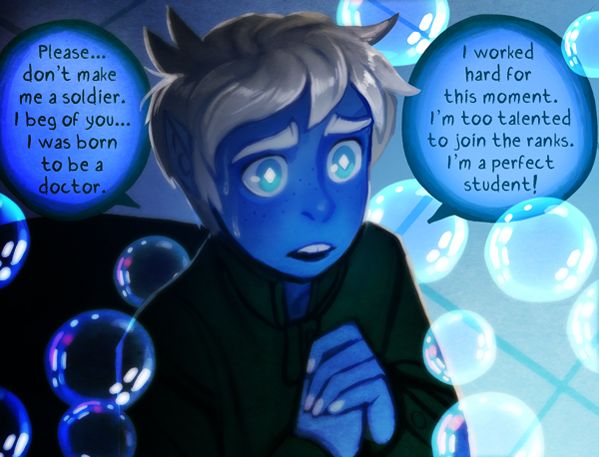 Please...
don't make
me a soldier.
I beg of you...
I was born
to be a
doctor.
I worked
hard for
this moment.
I'm too talented
to join the ranks.
I'm a perfect
student!